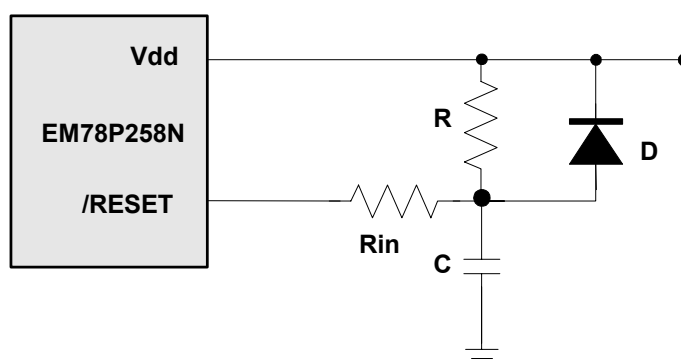 Vdd
EM78P258N
R
D
/RESET
Rin
C